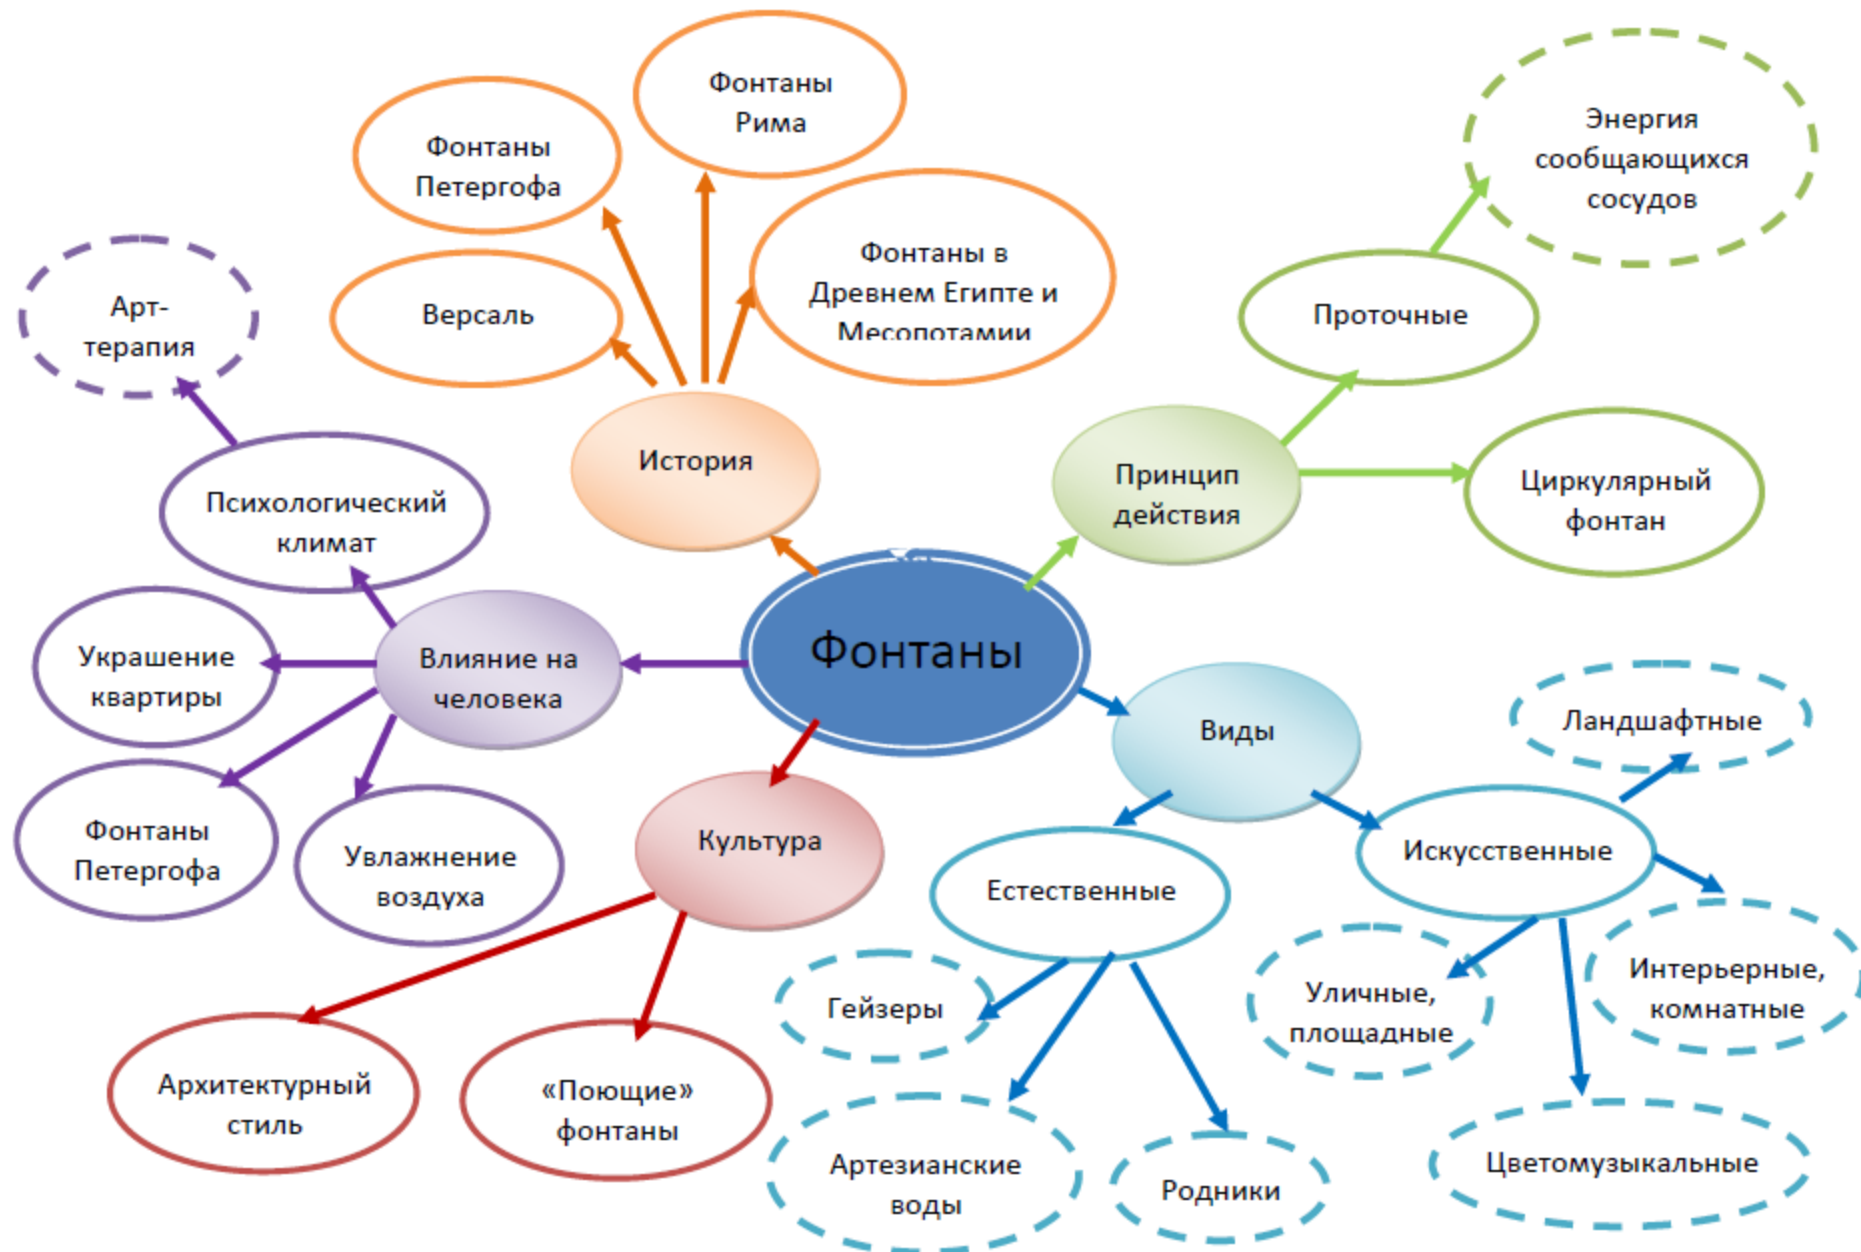 Фонтаны
Рима
Фонтаны
Петергофа
Энергия
сообщающихся
сосудов
Фонтаны в
Древнем Египте и
Месопотамии
Арт-
терапия
Версаль
Проточные
История
Принцип
действия
Циркулярный
фонтан
Психологический
климат
Фонтаны
Украшение
квартиры
Влияние на
человека
Виды
Ландшафтные
Фонтаны
Петергофа
Увлажнение
воздуха
Культура
Естественные
Искусственные
Гейзеры
Уличные,
площадные
Интерьерные,
комнатные
Архитектурный
стиль
«Поющие»
фонтаны
Артезианские
воды
Родники
Цветомузыкальные